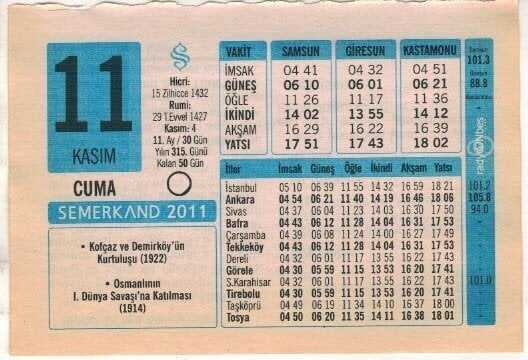 11
KASIM
CUMA
SEMERKAND 2011
Hicri:
15 Zilhicce 1432
Rumi:
29 T.Evvel 1427
Kasım: 4
11. Ay / 30 Gün
Yılın 315. Günü
Kalan 50 Gün
• Kofçaz ve Demirköy'ün
Kurtuluşu (1922)
• Osmanlının
I. Dünya Savaşı'na Katılması
(1914)
VAKİT SAMSUN GİRESUN KASTAMONU
İMSAK 04 41 04 32 04 51
GÜNEŞ 06 10 06 01 06 21
ÖĞLE 11 26 11 17 11 36
İKİNDİ 14 02 13 55 14 12
AKŞAM 16 29 16 22 16 39
YATSI 17 51 17 43 18 02
İller İmsak Güneş Öğle İkindi Akşam Yatsı
İstanbul 05 10 06 39 11 55 14 32 16 59 18 21
Ankara 04 54 06 21 11 40 14 19 16 46 18 06
Sivas 04 37 06 04 11 23 14 03 16 30 17 50
Bafra 04 43 06 12 11 28 14 04 16 31 17 53
Çarşamba 04 39 06 08 11 24 14 00 16 27 17 49
Tekkeköy 04 43 06 12 11 28 14 04 16 31 17 53
Dereli 04 32 06 01 11 17 13 55 16 22 17 43
Görele 04 30 05 59 11 15 13 53 16 20 17 41
S.Karahisar 04 32 06 00 11 17 13 55 16 22 17 43
Tirebolu 04 30 05 59 11 15 13 53 16 20 17 41
Taşköprü 04 49 06 19 11 34 14 10 16 37 18 00
Tosya 04 50 06 20 11 35 14 11 16 38 18 01
Samsun
101.3
Giresun
88.8
Kastamonu
101.2
105.8
94.0
101.0